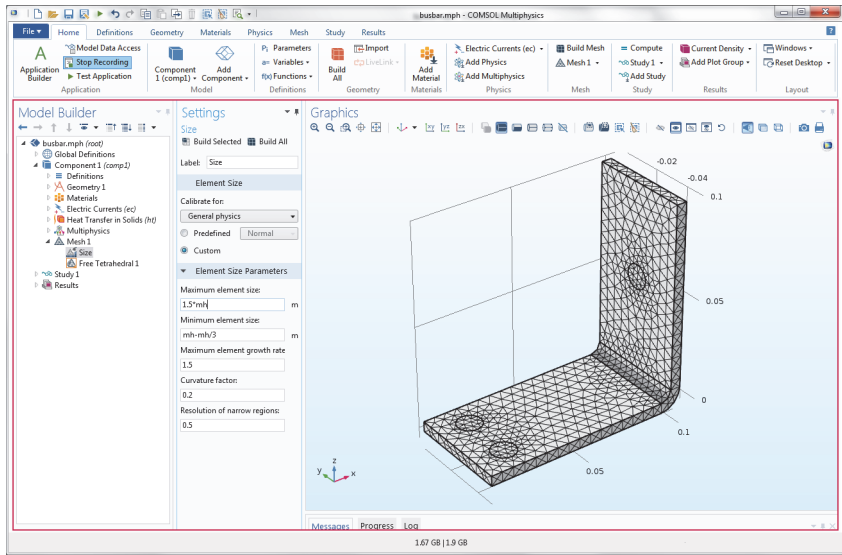 busbar.mph - COMSOL Multiphysics
File Home Definitions Geometry Materials Physics Mesh Study Results
Application Builder
Model Data Access
Stop Recording
Test Application
Application
Component 1 (comp1)
Add Component
Model
Pi Parameters
a= Variables
f(x) Functions
Definitions
Build All
Import
LiveLink
Geometry
Add Material
Materials
Electric Currents (ec)
Add Physics
Add Multiphysics
Physics
Build Mesh
Mesh 1
Mesh
= Compute
Study 1
Add Study
Study
Current Density
Add Plot Group
Results
Windows
Reset Desktop
Layout
Model Builder
busbar.mph (root)
Global Definitions
Component 1 (comp1)
Definitions
Geometry 1
Materials
Electric Currents (ec)
Heat Transfer in Solids (ht)
Multiphysics
Mesh 1
Size
Free Tetrahedral 1
Study 1
Results
Settings
Size
Build Selected Build All
Label: Size
Element Size
Calibrate for:
General physics
Predefined Normal
Custom
Element Size Parameters
Maximum element size:
1.5*mh m
Minimum element size:
mh-mh/3 m
Maximum element growth rate
1.5
Curvature factor:
0.2
Resolution of narrow regions:
0.5
Graphics
xy yz zx
-0.02
-0.04
0.1
0.05
0
0.1
0.05
z
y x
Messages Progress Log
1.67 GB | 1.9 GB